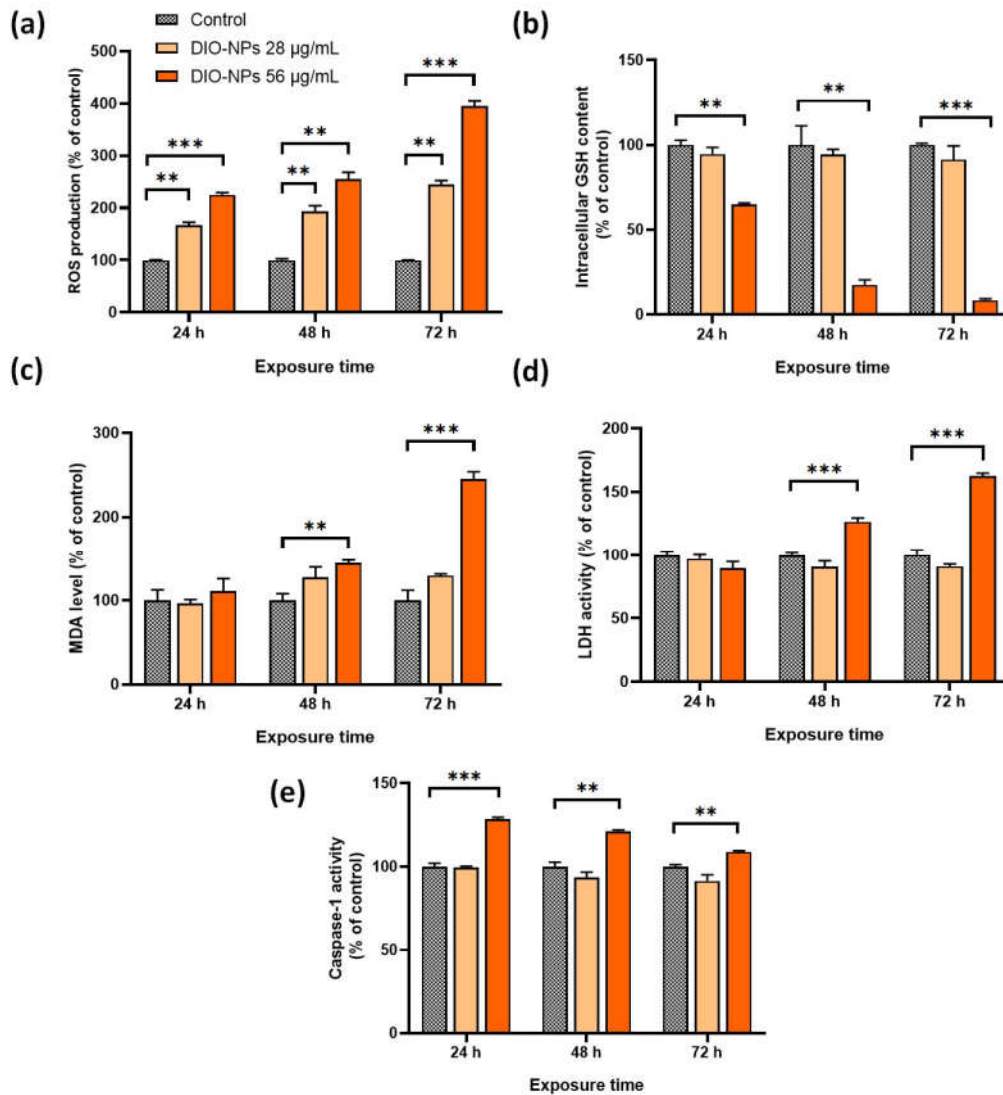 (a)
Control
DIO-NPs 28 µg/mL
DIO-NPs 56 µg/mL
ROS production (% of control)
500
400
300
200
100
0
***
**
**
**
***
**
24 h
48 h
72 h
Exposure time
(b)
Intracellular GSH content
(% of control)
150
100
50
0
**
**
***
24 h
48 h
72 h
Exposure time
(c)
MDA level (% of control)
300
200
100
0
**
***
24 h
48 h
72 h
Exposure time
(d)
LDH activity (% of control)
200
150
100
50
0
***
***
24 h
48 h
72 h
Exposure time
(e)
Caspase-1 activity
(% of control)
150
100
50
0
***
**
**
24 h
48 h
72 h
Exposure time